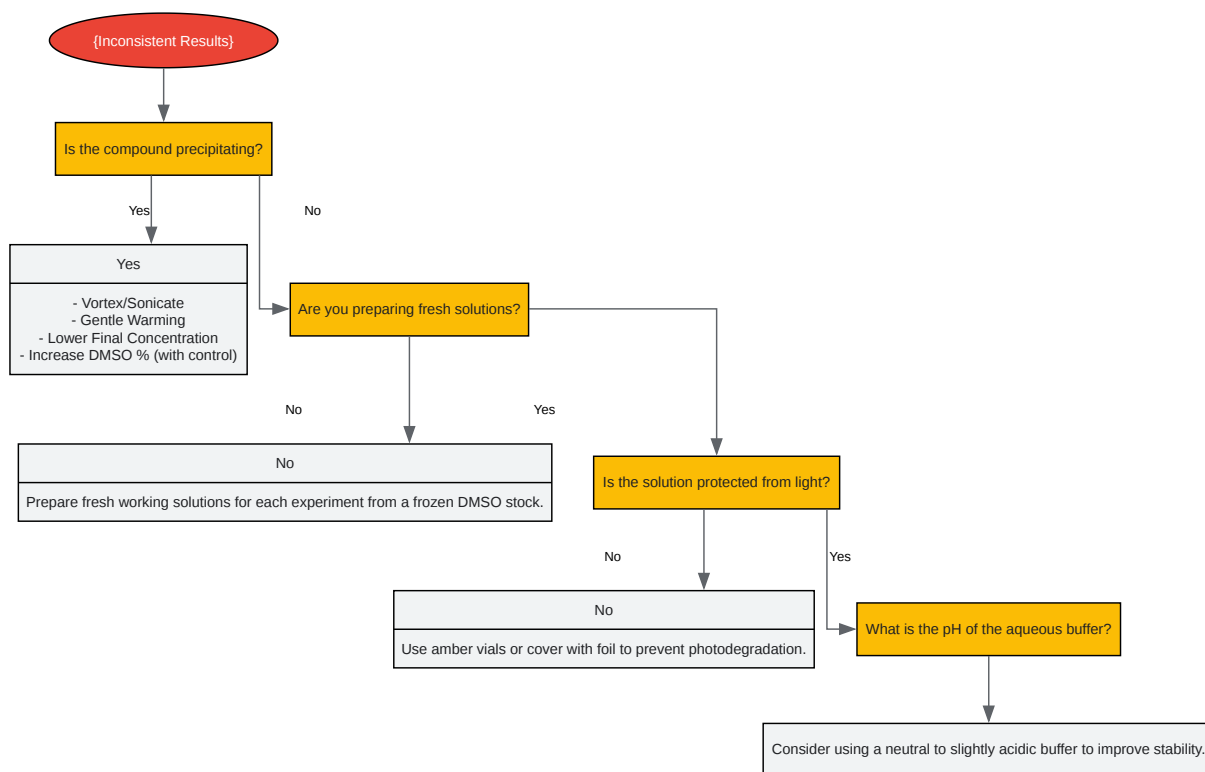 {Inconsistent Results}
Is the compound precipitating?
Yes
No
Yes
- Vortex/Sonicate
- Gentle Warming
- Lower Final Concentration
- Increase DMSO % (with control)
Are you preparing fresh solutions?
No
Yes
No
Prepare fresh working solutions for each experiment from a frozen DMSO stock.
Is the solution protected from light?
No
Yes
No
Use amber vials or cover with foil to prevent photodegradation.
What is the pH of the aqueous buffer?
Consider using a neutral to slightly acidic buffer to improve stability.